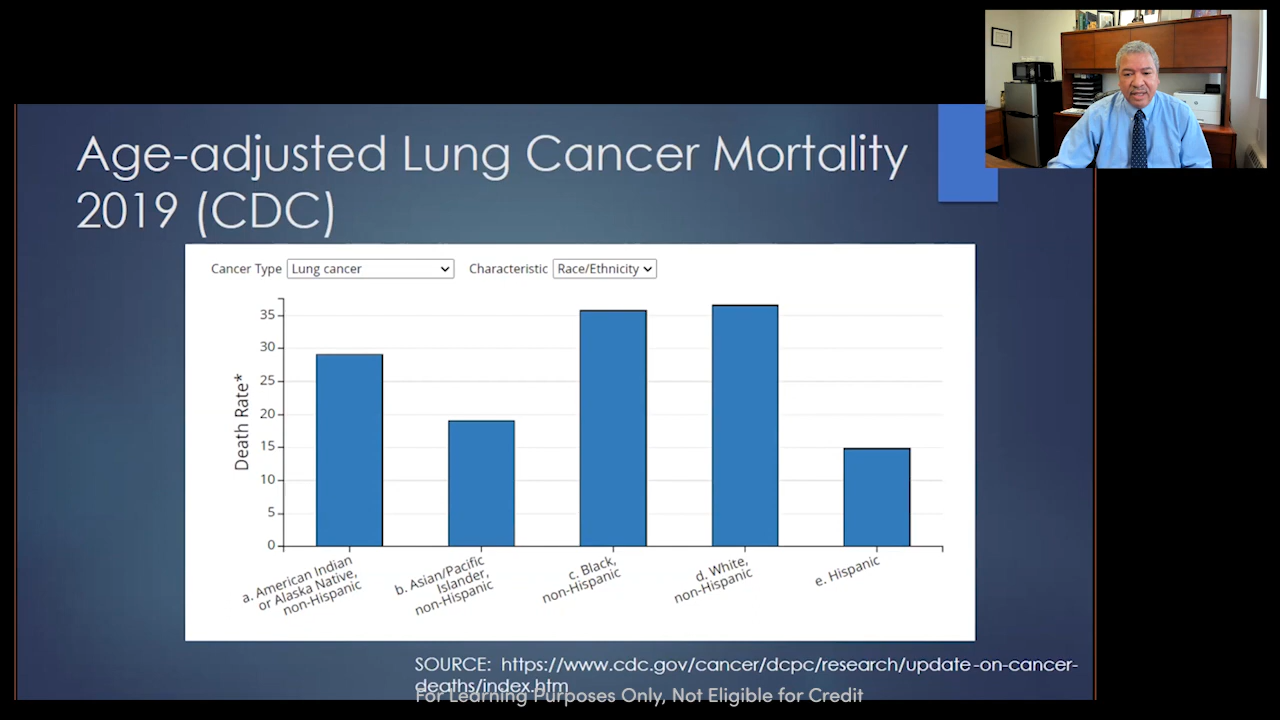 Age-adjusted Lung Cancer Mortality
2019 (CDC)
Cancer Type Lung cancer Characteristic Race/Ethnicity
Death Rate*
35
30
25
20
15
10
5
0
a. American Indian
or Alaska Native,
non-Hispanic
b. Asian/Pacific
Islander,
non-Hispanic
c. Black,
non-Hispanic
d. White,
non-Hispanic
e. Hispanic
SOURCE: https://www.cdc.gov/cancer/dcpc/research/update-on-cancer-
deaths/index.htm
For Learning Purposes Only, Not Eligible for Credit